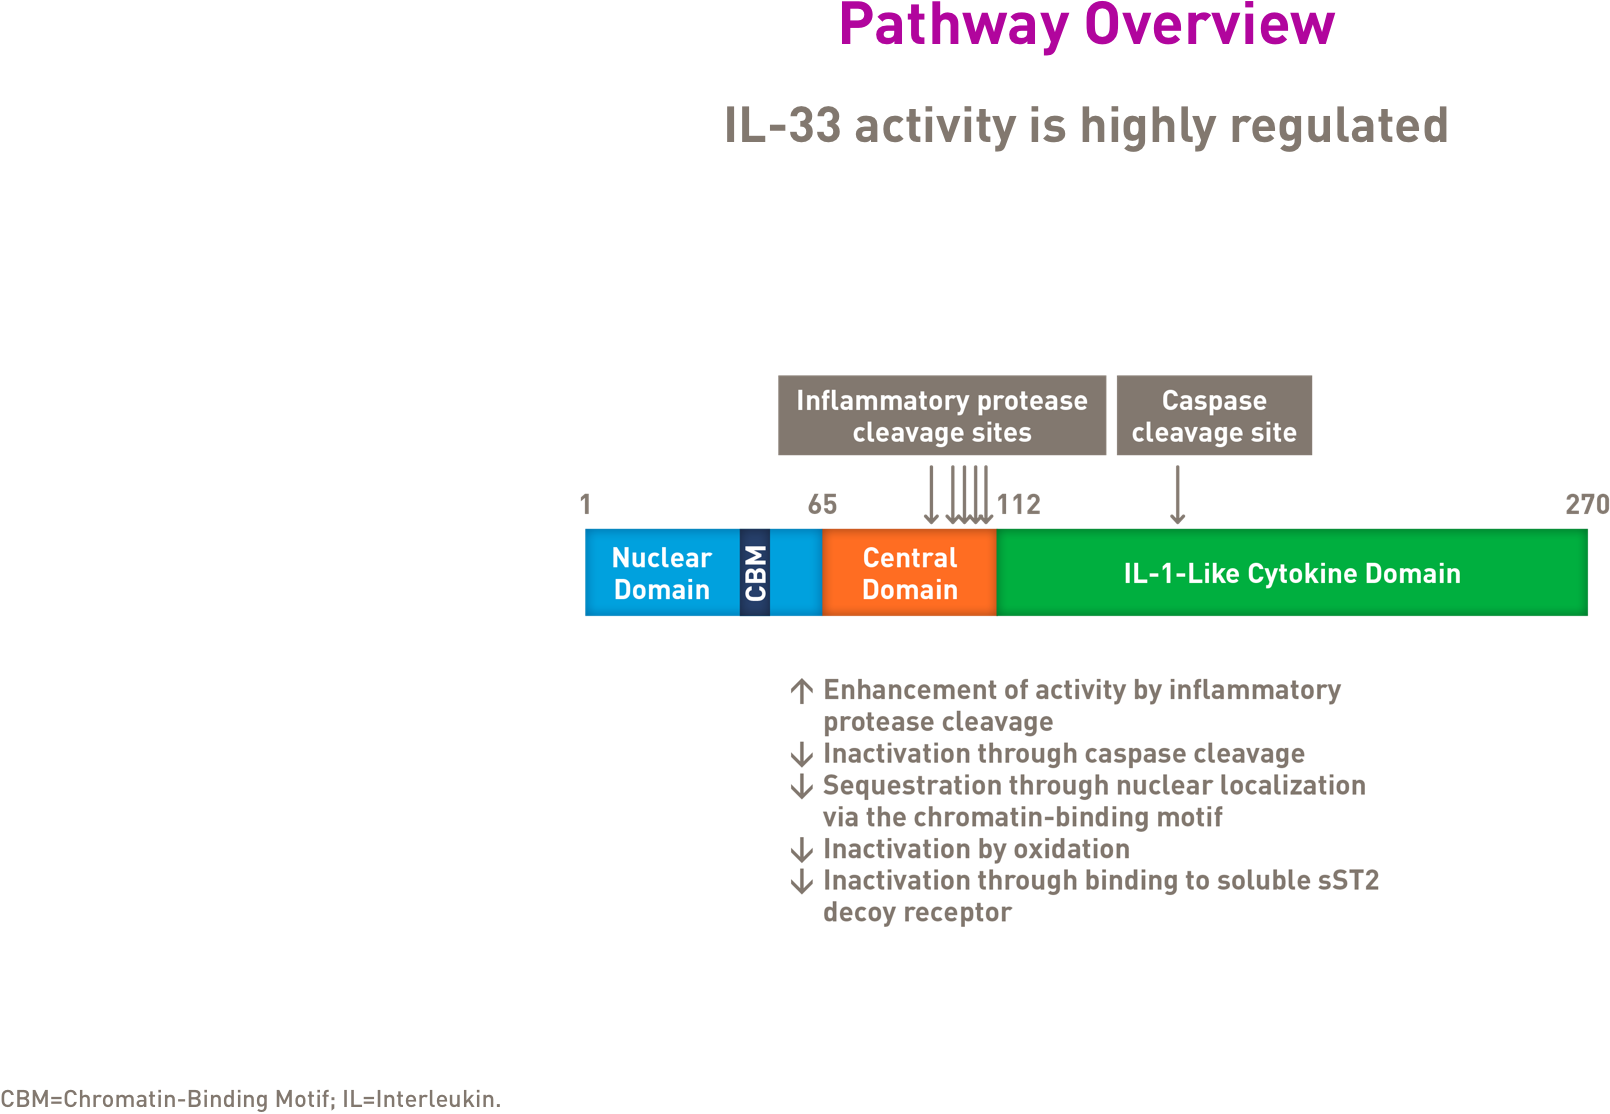 Pathway Overview
IL-33 activity is highly regulated
Inflammatory protease
cleavage sites
Caspase
cleavage site
1
65
112
270
Nuclear
Domain
CBM
Central
Domain
IL-1-Like Cytokine Domain
↑ Enhancement of activity by inflammatory
protease cleavage
↓ Inactivation through caspase cleavage
↓ Sequestration through nuclear localization
via the chromatin-binding motif
↓ Inactivation by oxidation
↓ Inactivation through binding to soluble sST2
decoy receptor
CBM=Chromatin-Binding Motif; IL=Interleukin.